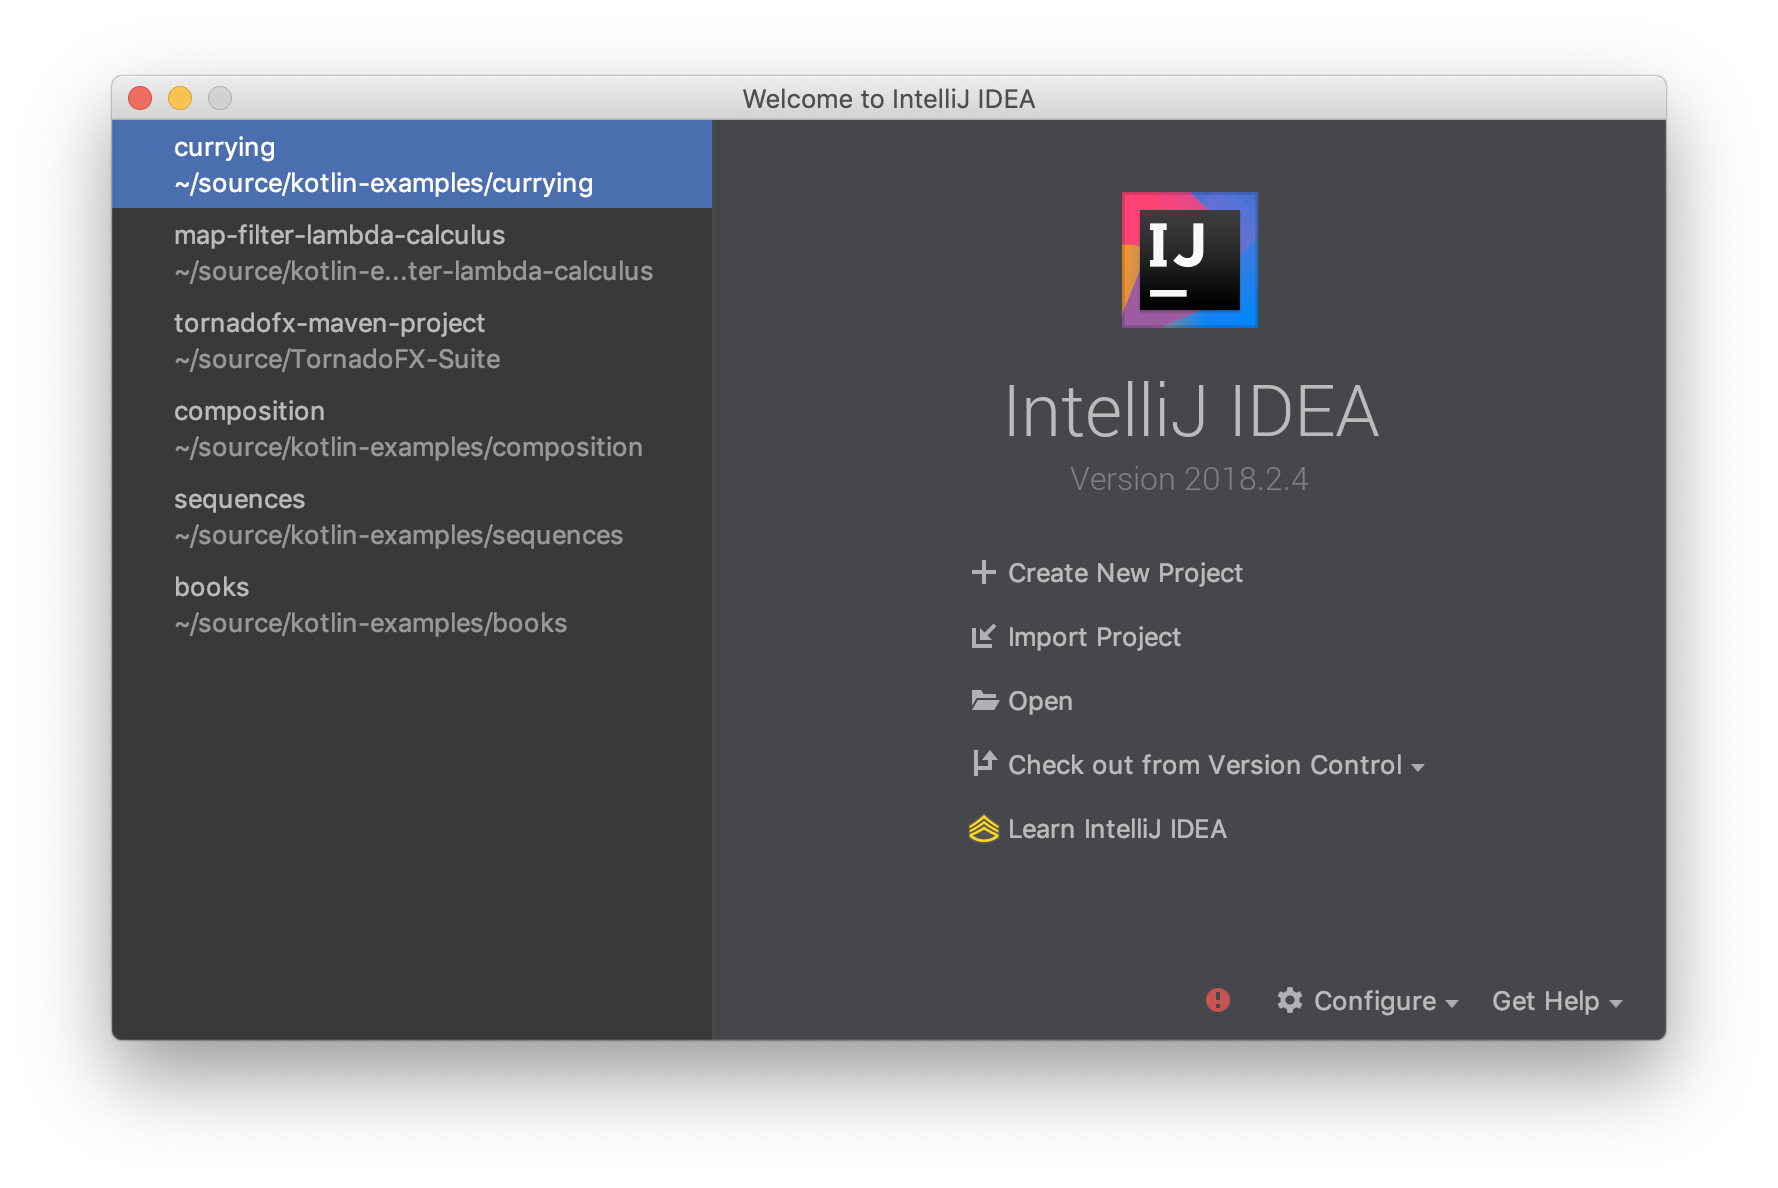 Welcome to IntelliJ IDEA
currying
~/source/kotlin-examples/currying
map-filter-lambda-calculus
~/source/kotlin-e...ter-lambda-calculus
tornadofx-maven-project
~/source/TornadoFX-Suite
composition
~/source/kotlin-examples/composition
sequences
~/source/kotlin-examples/sequences
books
~/source/kotlin-examples/books
IJ
IntelliJ IDEA
Version 2018.2.4
Create New Project
Import Project
Open
Check out from Version Control
Learn IntelliJ IDEA
Configure
Get Help